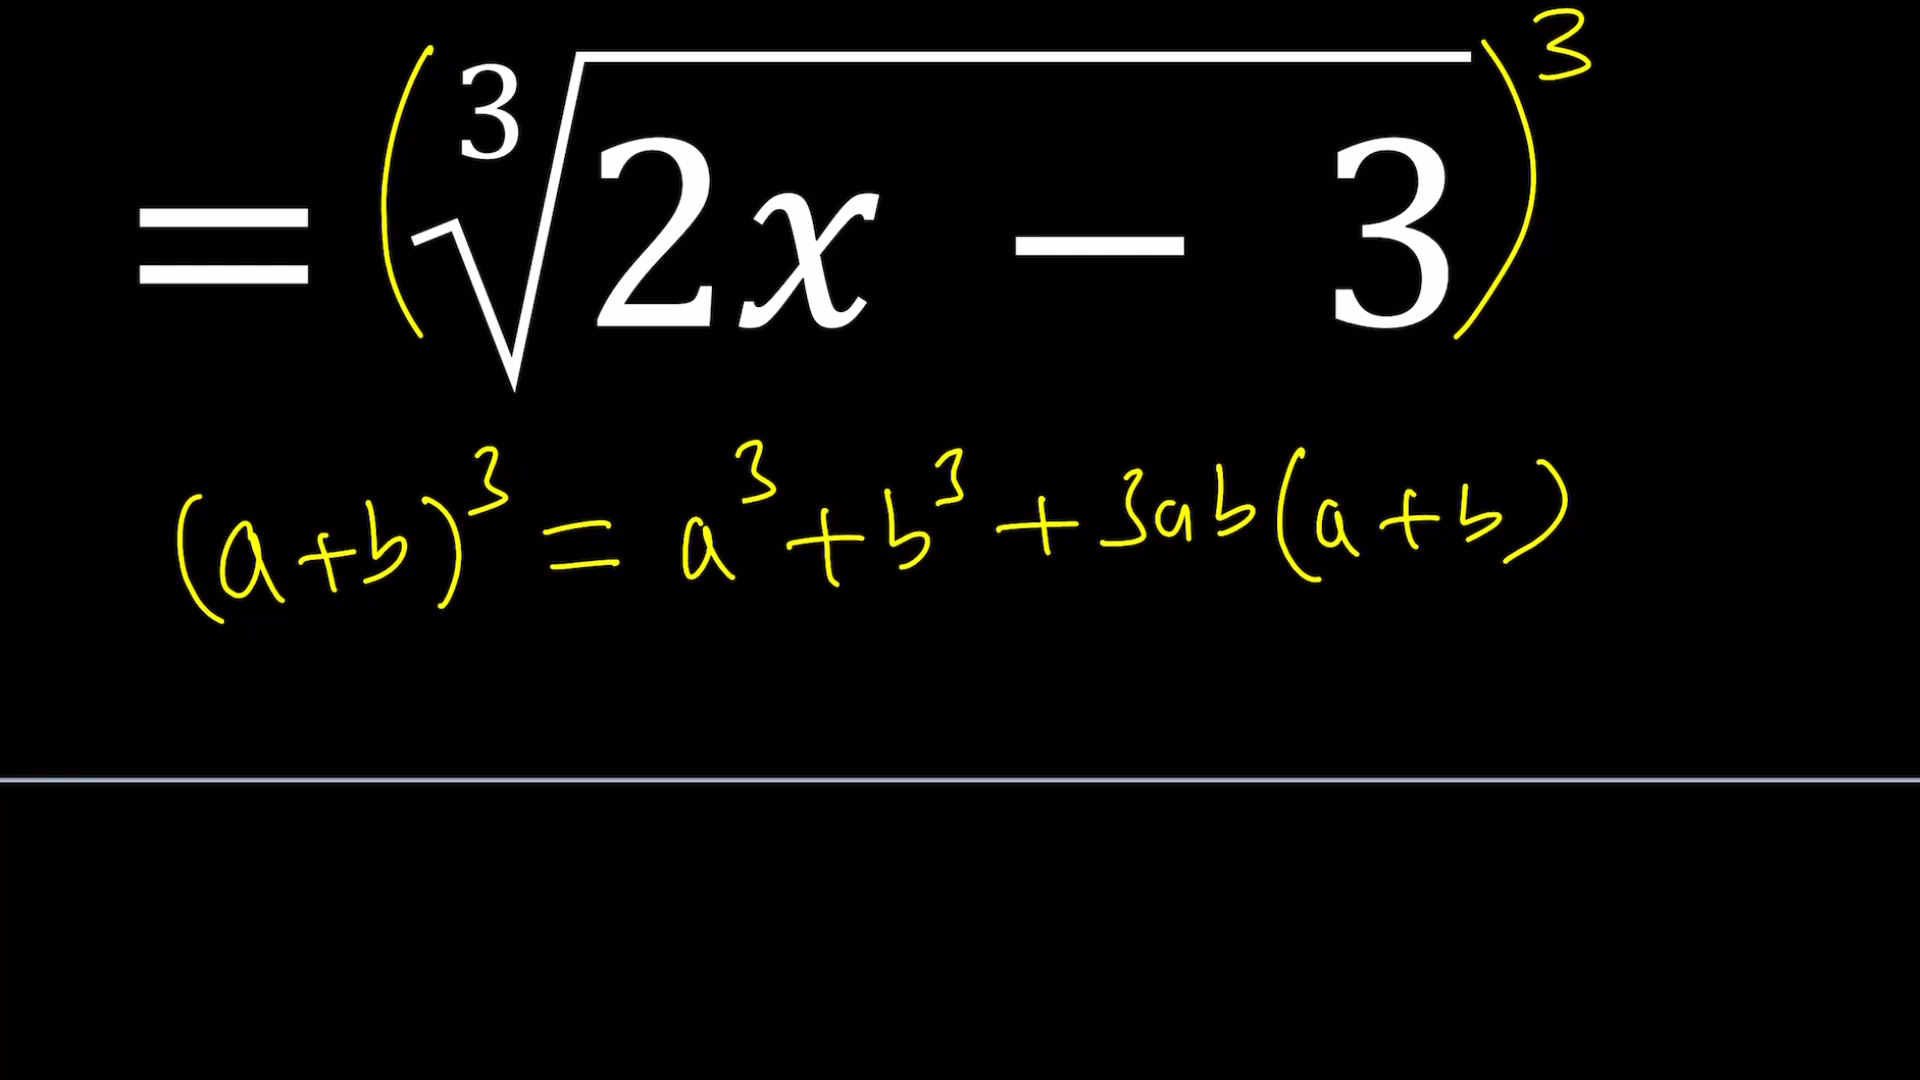 = (∛(2x − 3))³
(a+b)³ = a³+b³+3ab(a+b)